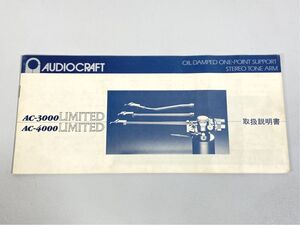 AUDIOCRAFT
OIL DAMPED ONE-POINT SUPPORT
STEREO TONE ARM
AC-3000 LIMITED
AC-4000 LIMITED
取扱説明書